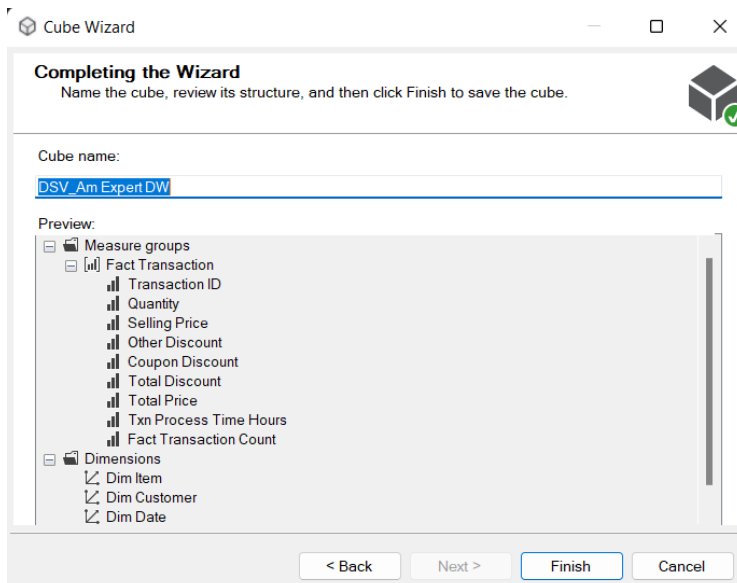 Cube Wizard
Completing the Wizard
Name the cube, review its structure, and then click Finish to save the cube.
Cube name:
DSV_Am Expert DW
Preview:
Measure groups
Fact Transaction
Transaction ID
Quantity
Selling Price
Other Discount
Coupon Discount
Total Discount
Total Price
Txn Process Time Hours
Fact Transaction Count
Dimensions
Dim Item
Dim Customer
Dim Date
< Back Next > Finish Cancel